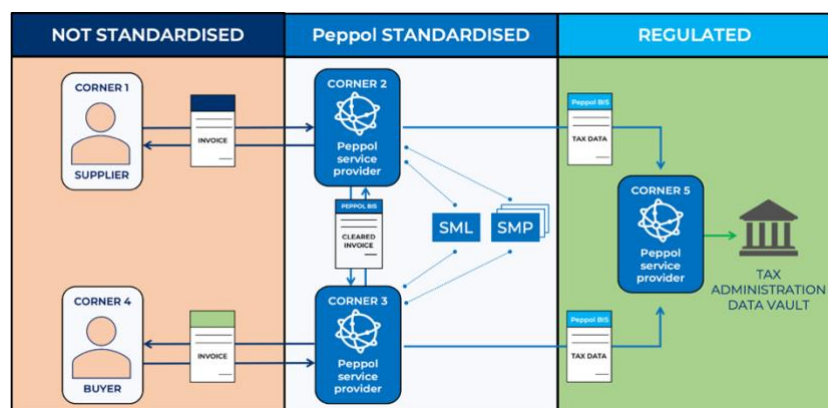 NOT STANDARDISED
Peppol STANDARDISED
REGULATED
CORNER 1
SUPPLIER
INVOICE
CORNER 2
Peppol
service
provider
Peppol BIS
TAX DATA
PEPPOL BIS
CLEARED
INVOICE
SML
SMP
CORNER 5
Peppol
service
provider
TAX
ADMINISTRATION
DATA VAULT
CORNER 4
BUYER
INVOICE
CORNER 3
Peppol
service
provider
Peppol BIS
TAX DATA